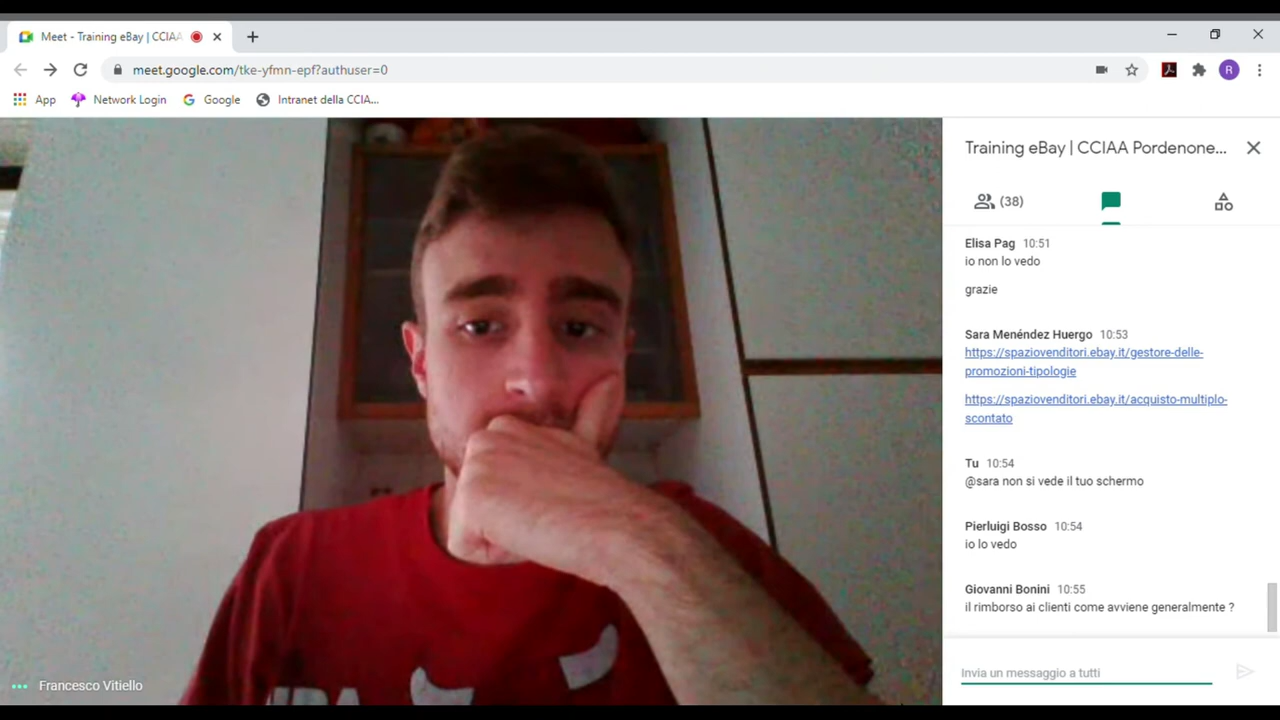 Meet - Training eBay | CCIAA
meet.google.com/tke-yfmn-epf?authuser=0
R
App
Network Login
Google
Intranet della CCIA...
Training eBay | CCIAA Pordenone...
(38)
Elisa Pag 10:51
io non lo vedo
grazie
Sara Menéndez Huergo 10:53
https://spaziovenditori.ebay.it/gestore-delle-
promozioni-tipologie
https://spaziovenditori.ebay.it/acquisto-multiplo-
scontato
Tu 10:54
@sara non si vede il tuo schermo
Pierluigi Bosso 10:54
io lo vedo
Giovanni Bonini 10:55
il rimborso ai clienti come avviene generalmente ?
Invia un messaggio a tutti
Francesco Vitiello